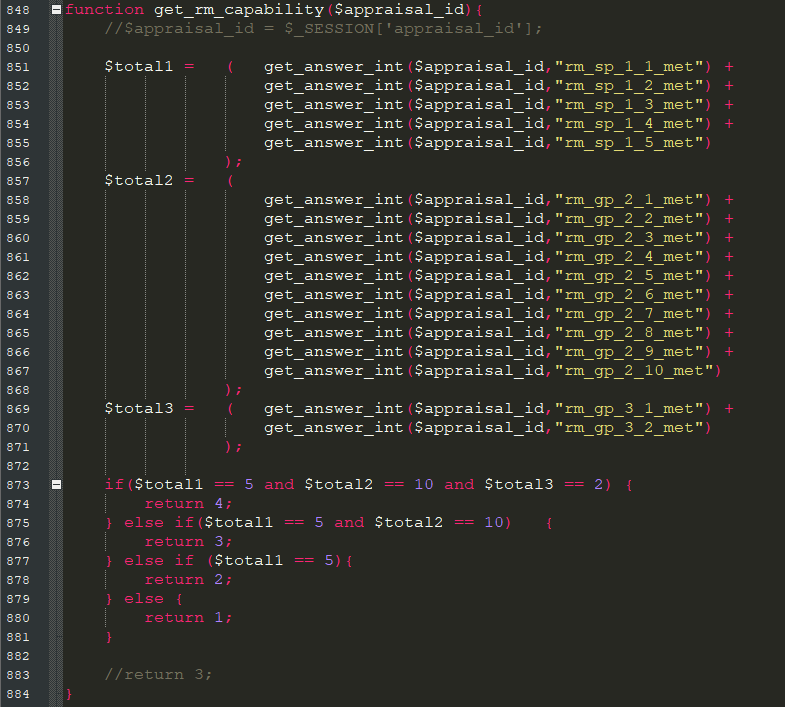 848 function get_rm_capability($appraisal_id){
849 //$appraisal_id = $_SESSION['appraisal_id'];
850
851 $total1 = ( get_answer_int($appraisal_id,"rm_sp_1_1_met") +
852 get_answer_int($appraisal_id,"rm_sp_1_2_met") +
853 get_answer_int($appraisal_id,"rm_sp_1_3_met") +
854 get_answer_int($appraisal_id,"rm_sp_1_4_met") +
855 get_answer_int($appraisal_id,"rm_sp_1_5_met")
856 );
857 $total2 = (
858 get_answer_int($appraisal_id,"rm_gp_2_1_met") +
859 get_answer_int($appraisal_id,"rm_gp_2_2_met") +
860 get_answer_int($appraisal_id,"rm_gp_2_3_met") +
861 get_answer_int($appraisal_id,"rm_gp_2_4_met") +
862 get_answer_int($appraisal_id,"rm_gp_2_5_met") +
863 get_answer_int($appraisal_id,"rm_gp_2_6_met") +
864 get_answer_int($appraisal_id,"rm_gp_2_7_met") +
865 get_answer_int($appraisal_id,"rm_gp_2_8_met") +
866 get_answer_int($appraisal_id,"rm_gp_2_9_met") +
867 get_answer_int($appraisal_id,"rm_gp_2_10_met")
868 );
869 $total3 = ( get_answer_int($appraisal_id,"rm_gp_3_1_met") +
870 get_answer_int($appraisal_id,"rm_gp_3_2_met")
871 );
872
873 if($total1 == 5 and $total2 == 10 and $total3 == 2) {
874 return 4;
875 } else if($total1 == 5 and $total2 == 10) {
876 return 3;
877 } else if ($total1 == 5){
878 return 2;
879 } else {
880 return 1;
881 }
882
883 //return 3;
884 }